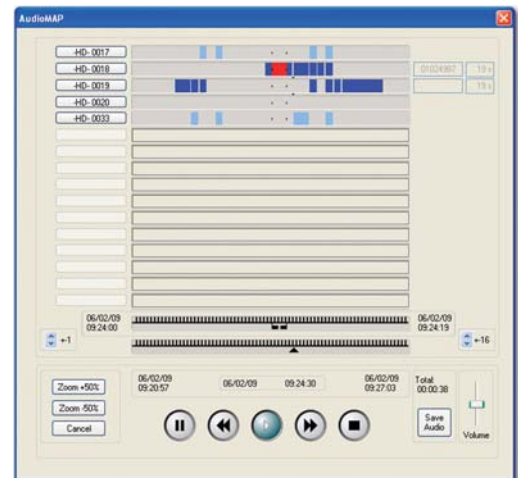 AudioMAP
-HD- 0017
-HD- 0018
01024997 19 s
-HD- 0019
19 s
-HD- 0020
-HD- 0033
06/02/09
09:24:00
06/02/09
09:24:19
+-1
+-16
Zoom +50%
Zoom -50%
Cancel
06/02/09
09:20:57
06/02/09 09:24:30
06/02/09
09:27:03
Total
00:00:38
Save
Audio
Volume